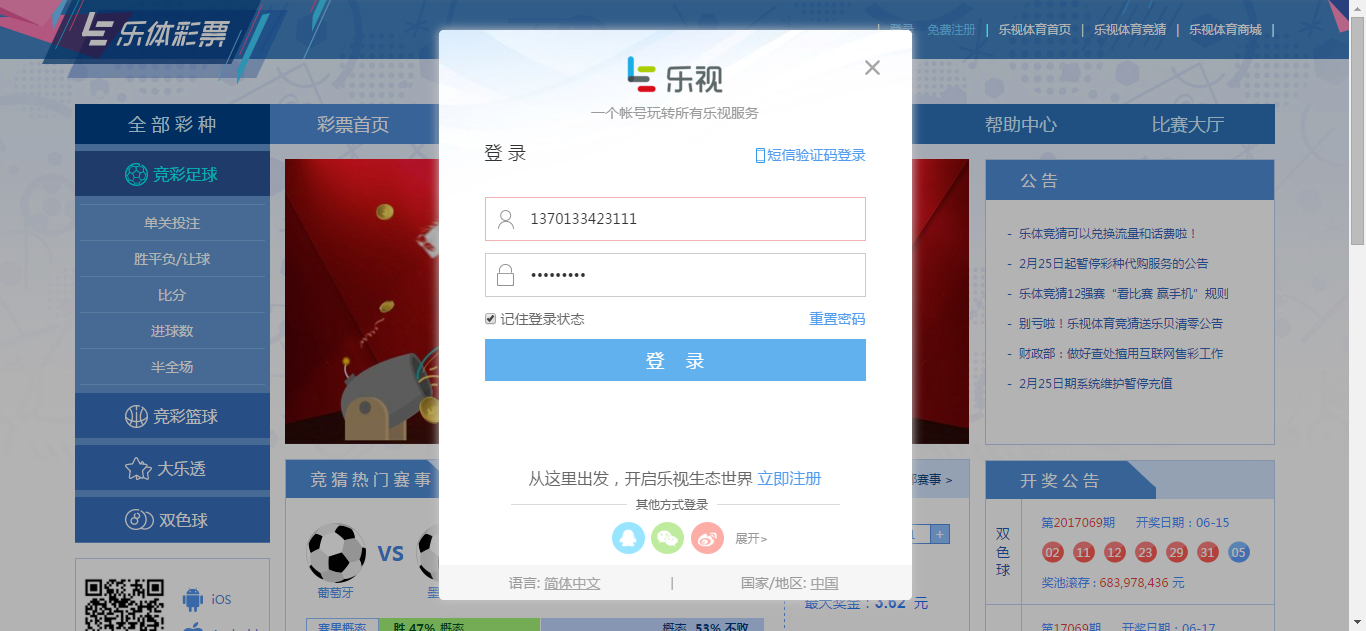 乐体彩票
| 登录 免费注册 | 乐视体育首页 | 乐视体育竞猜 | 乐视体育商城 |
全部彩种 彩票首页 帮助中心 比赛大厅
竞彩足球
单关投注
胜平负/让球
比分
进球数
半全场
竞彩篮球
大乐透
双色球
iOS
乐视
一个帐号玩转所有乐视服务
登录
短信验证码登录
1370133423111
•••••••••
记住登录状态 重置密码
登 录
从这里出发，开启乐视生态世界 立即注册
其他方式登录
展开>
语言: 简体中文 | 国家/地区: 中国
公告
- 乐体竞猜可以兑换流量和话费啦！
- 2月25日起暂停彩种代购服务的公告
- 乐体竞猜12强赛“看比赛 赢手机”规则
- 别亏啦！乐视体育竞猜送乐贝清零公告
- 财政部：做好查处擅用互联网售彩工作
- 2月25日期系统维护暂停充值
竞猜热门赛事
赛事 >
VS
葡萄牙
赛果概率 胜 47% 概率 概率 53% 不败
+
最大奖金：3.62 元
开奖公告
双色球
第2017069期 开奖日期：06-15
02 11 12 23 29 31 05
奖池滚存：683,978,436 元
第17069期 开奖日期：06-17